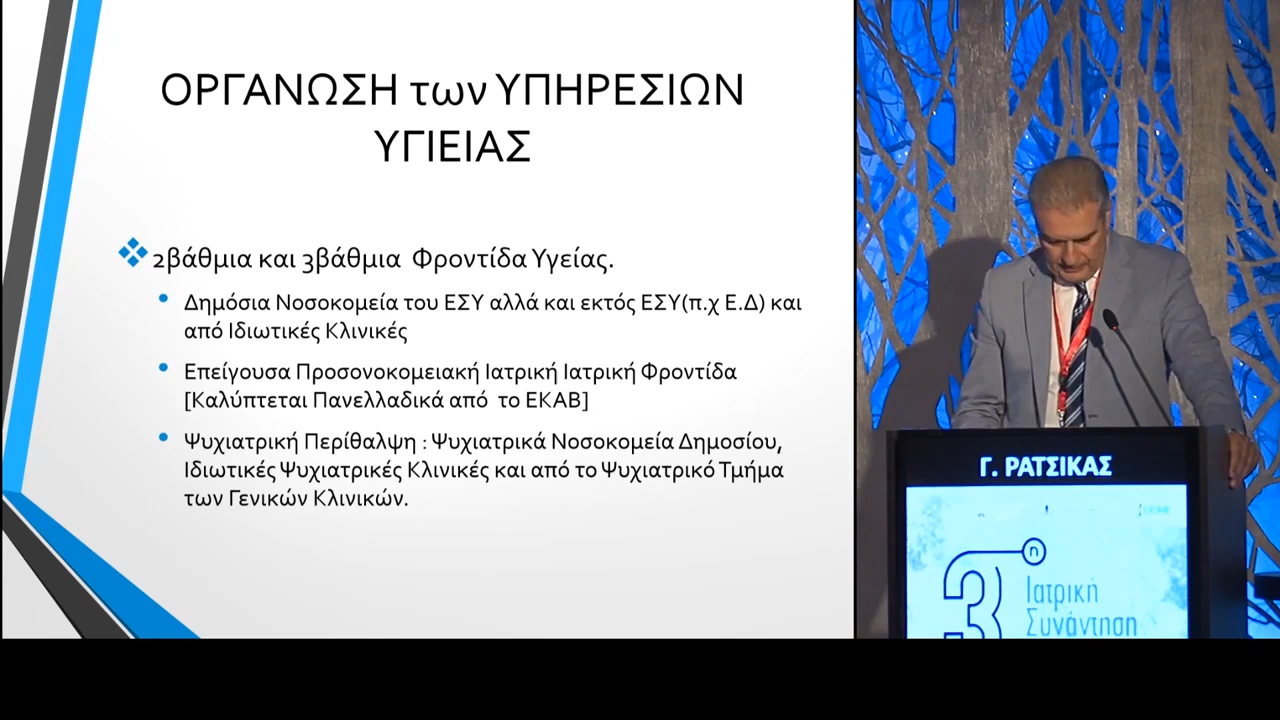 ΟΡΓΑΝΩΣΗ των ΥΠΗΡΕΣΙΩΝ
ΥΓΙΕΙΑΣ
2βάθμια και 3βάθμια Φροντίδα Υγείας.
Δημόσια Νοσοκομεία του ΕΣΥ αλλά και εκτός ΕΣΥ(π.χ Ε.Δ) και
από Ιδιωτικές Κλινικές
Επείγουσα Προσονοκομειακή Ιατρική Ιατρική Φροντίδα
[Καλύπτεται Πανελλαδικά από το ΕΚΑΒ]
Ψυχιατρική Περίθαλψη : Ψυχιατρικά Νοσοκομεία Δημοσίου,
Ιδιωτικές Ψυχιατρικές Κλινικές και από το Ψυχιατρικό Τμήμα
των Γενικών Κλινικών.
Γ. ΡΑΤΣΙΚΑΣ
3η
Ιατρική
Συνάντηση